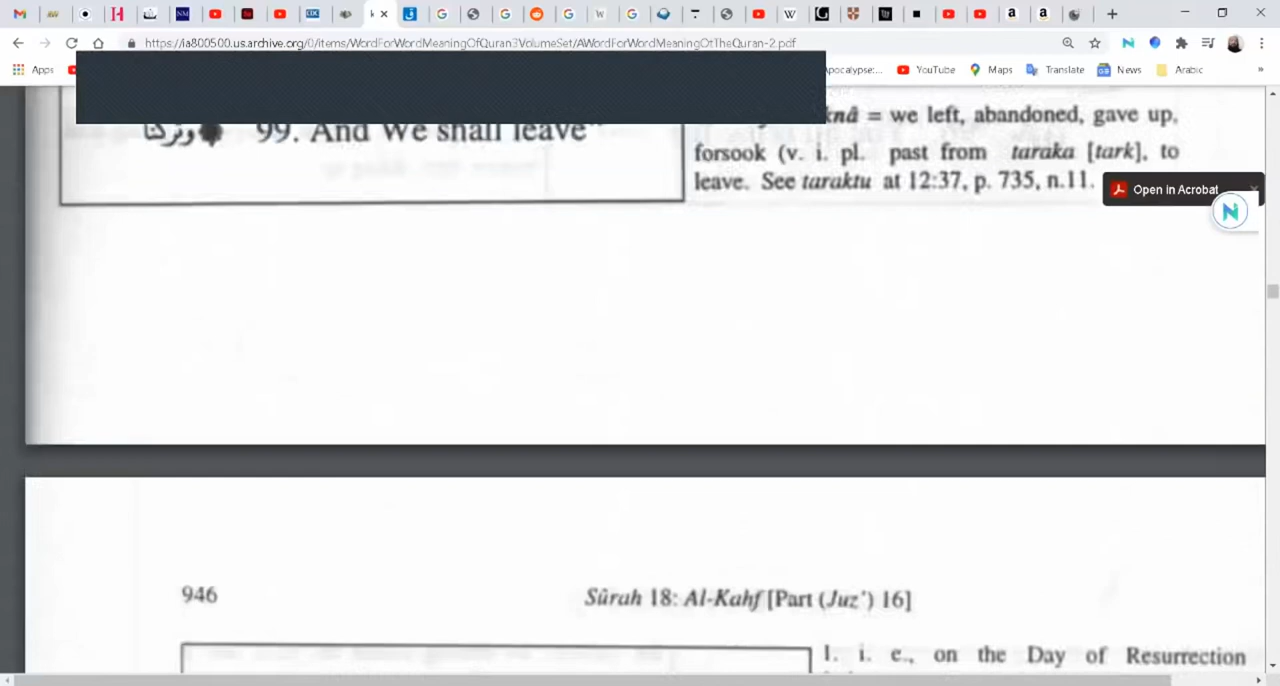 https://ia800500.us.archive.org/0/items/WordForWordMeaningOfQuran3VolumeSet/AWordForWordMeaningOfTheQuran-2.pdf
Apps
Apocalypse:...
YouTube
Maps
Translate
News
Arabic
وتركنا 99. And We shall leave
knâ = we left, abandoned, gave up,
forsook (v. i. pl. past from taraka [tark], to
leave. See taraktu at 12:37, p. 735, n.11.
Open in Acrobat
946
Sûrah 18: Al-Kahf [Part (Juz') 16]
1. i. e., on the Day of Resurrection